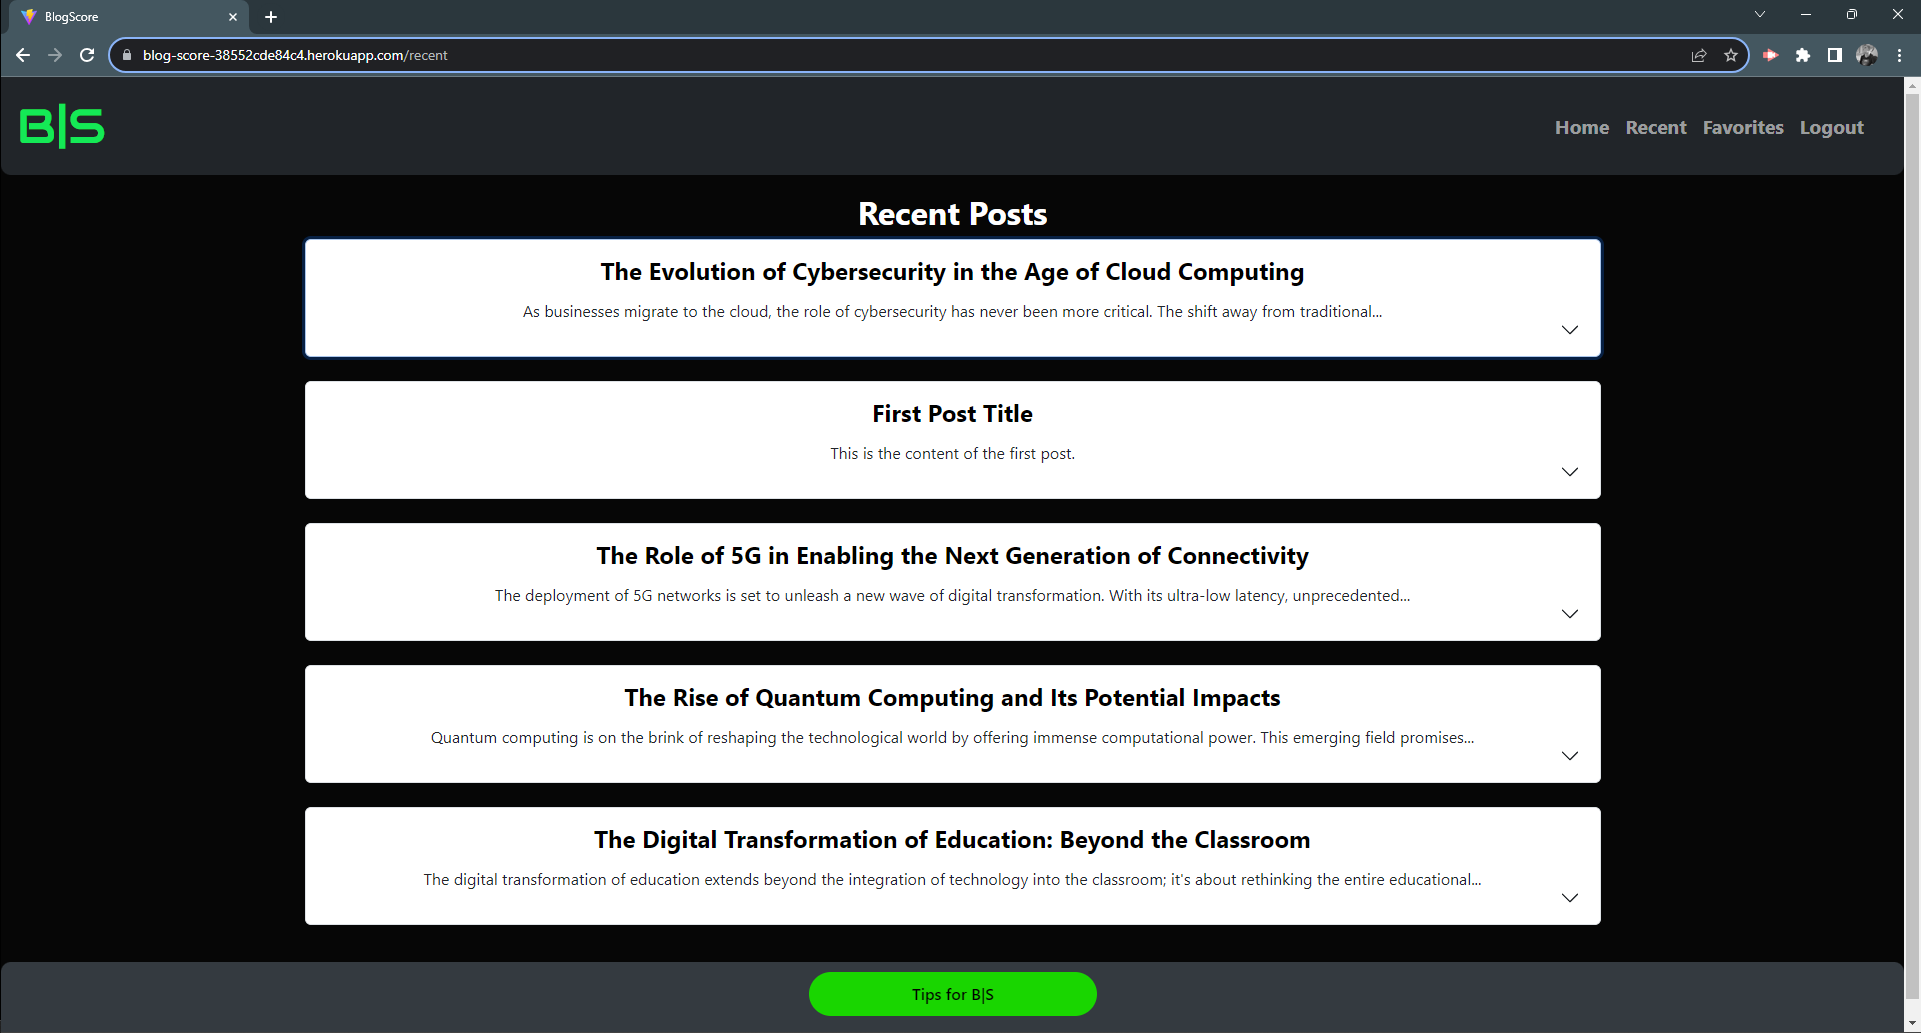 BlogScore
blog-score-38552cde84c4.herokuapp.com/recent
B|S
Home Recent Favorites Logout
Recent Posts
The Evolution of Cybersecurity in the Age of Cloud Computing
As businesses migrate to the cloud, the role of cybersecurity has never been more critical. The shift away from traditional...
First Post Title
This is the content of the first post.
The Role of 5G in Enabling the Next Generation of Connectivity
The deployment of 5G networks is set to unleash a new wave of digital transformation. With its ultra-low latency, unprecedented...
The Rise of Quantum Computing and Its Potential Impacts
Quantum computing is on the brink of reshaping the technological world by offering immense computational power. This emerging field promises...
The Digital Transformation of Education: Beyond the Classroom
The digital transformation of education extends beyond the integration of technology into the classroom; it's about rethinking the entire educational...
Tips for B|S